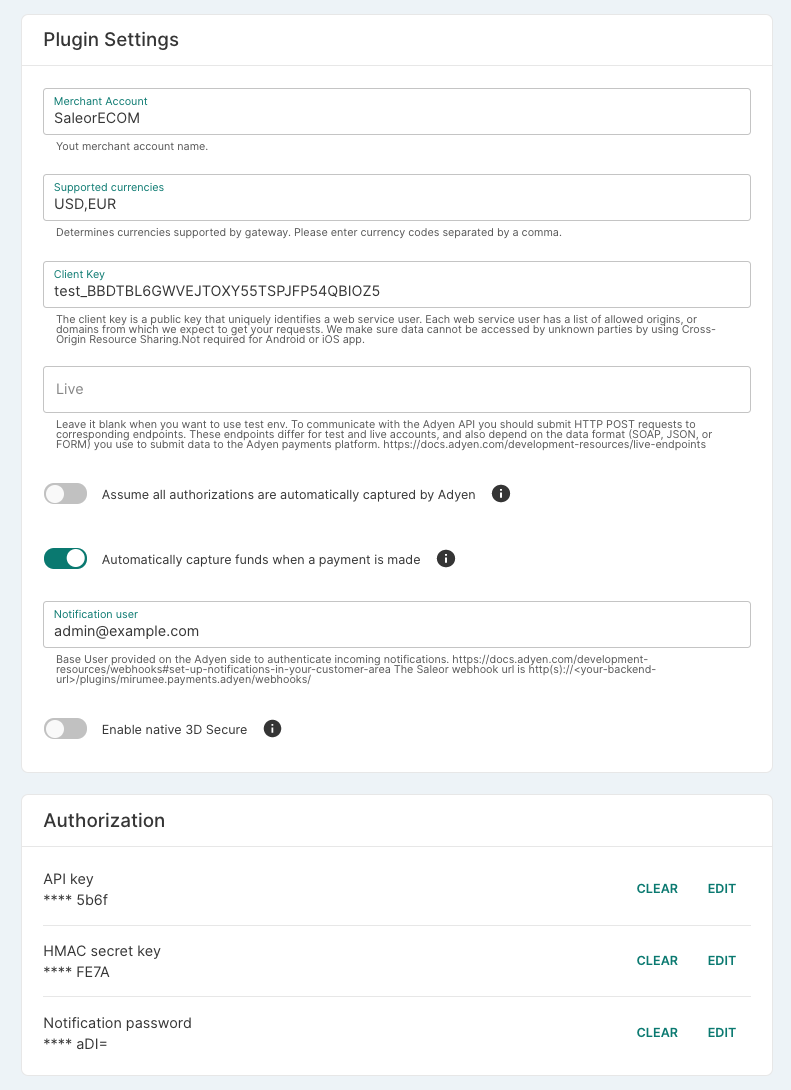 Plugin Settings
Merchant Account
SaleorECOM
Yout merchant account name.
Supported currencies
USD,EUR
Determines currencies supported by gateway. Please enter currency codes separated by a comma.
Client Key
test_BBDTBL6GWVEJTOXY55TSPJFP54QBIOZ5
The client key is a public key that uniquely identifies a web service user. Each web service user has a list of allowed origins, or
domains from which we expect to get your requests. We make sure data cannot be accessed by unknown parties by using Cross-
Origin Resource Sharing.Not required for Android or iOS app.
Live
Leave it blank when you want to use test env. To communicate with the Adyen API you should submit HTTP POST requests to
corresponding endpoints. These endpoints differ for test and live accounts, and also depend on the data format (SOAP, JSON, or
FORM) you use to submit data to the Adyen payments platform. https://docs.adyen.com/development-resources/live-endpoints
Assume all authorizations are automatically captured by Adyen
Automatically capture funds when a payment is made
Notification user
admin@example.com
Base User provided on the Adyen side to authenticate incoming notifications. https://docs.adyen.com/development-
resources/webhooks#set-up-notifications-in-your-customer-area The Saleor webhook url is http(s)://<your-backend-
url>/plugins/mirumee.payments.adyen/webhooks/
Enable native 3D Secure
Authorization
API key
**** 5b6f
CLEAR EDIT
HMAC secret key
**** FE7A
CLEAR EDIT
Notification password
**** aDI=
CLEAR EDIT